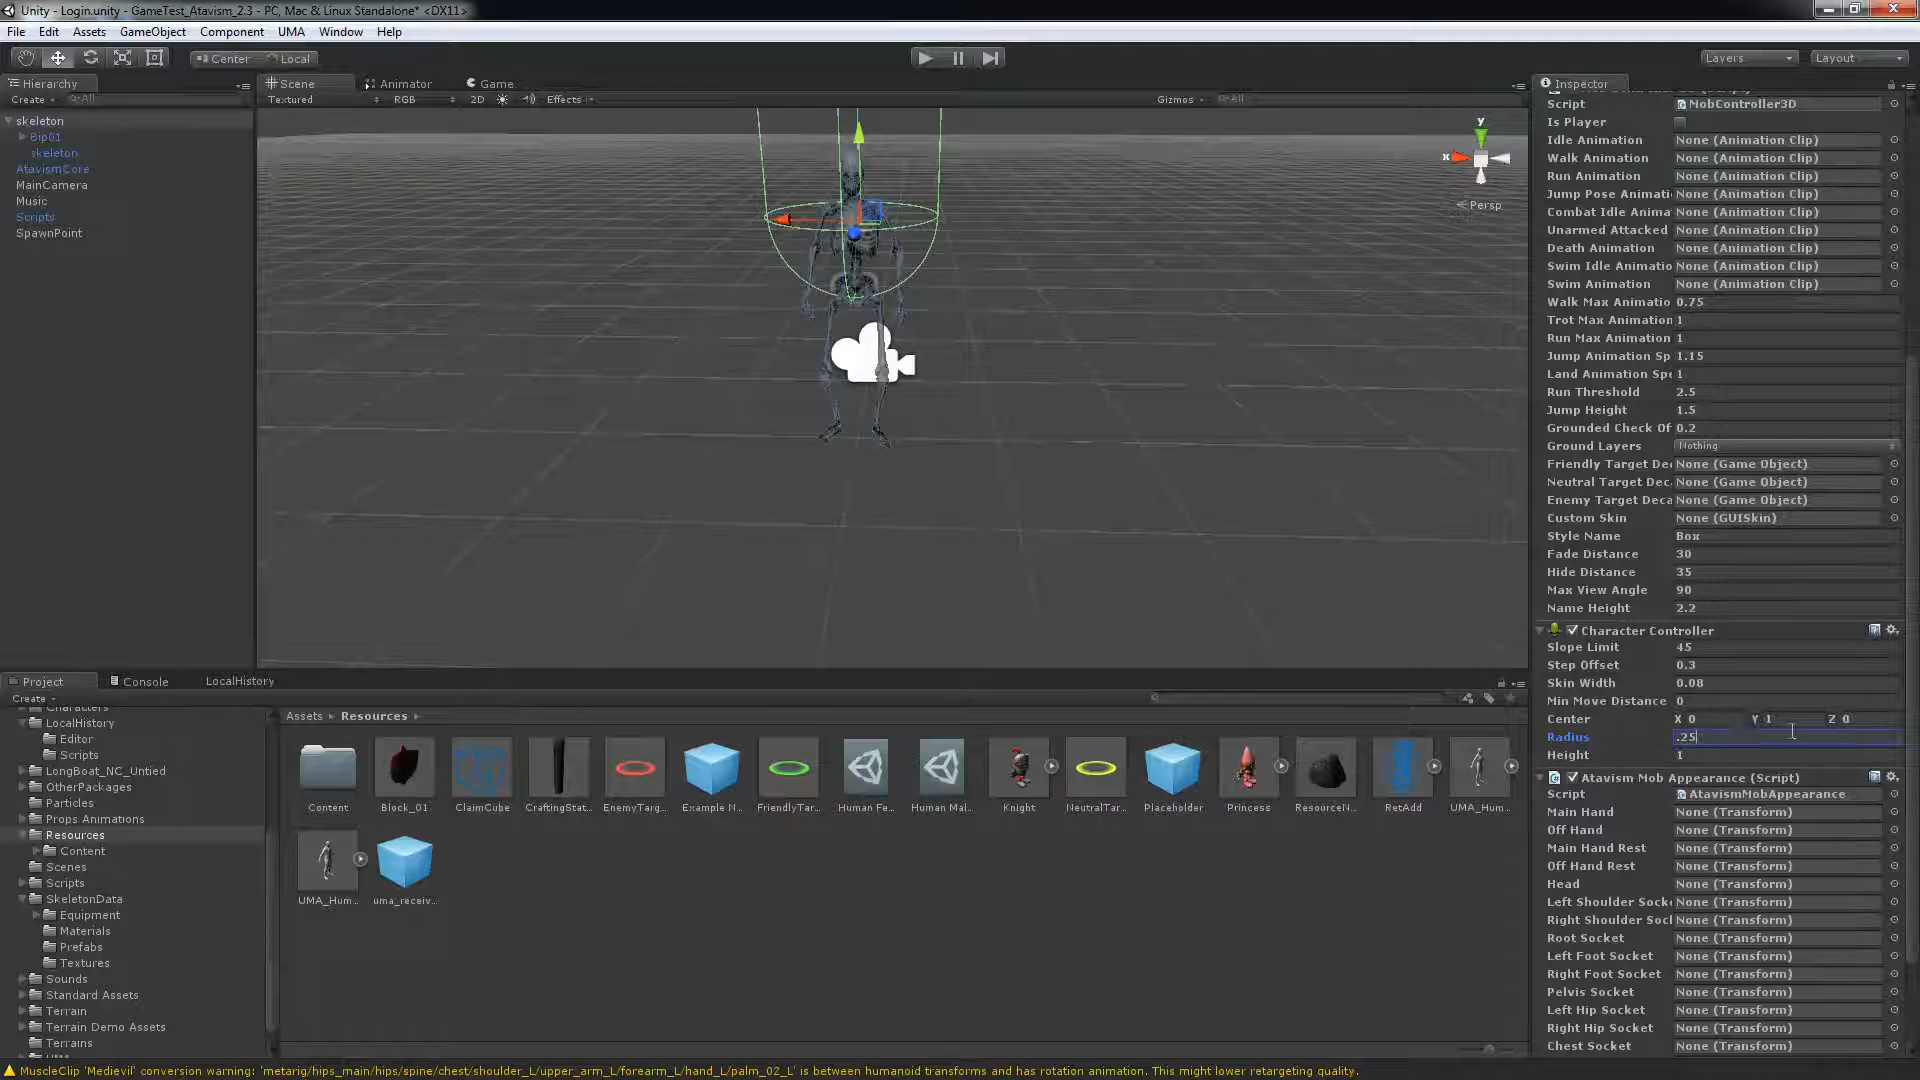 Unity - Login.unity - GameTest_Atavism_2.3 - PC, Mac & Linux Standalone* <DX11>
File Edit Assets GameObject Component UMA Window Help
Center Local Layers Layout
Hierarchy
Create All
skeleton
Bip01
skeleton
AtavismCore
MainCamera
Music
Scripts
SpawnPoint
Scene Animator Game
Textured RGB 2D Effects Gizmos All
y
x
Persp
Inspector
Script MobController3D
Is Player
Idle Animation None (Animation Clip)
Walk Animation None (Animation Clip)
Run Animation None (Animation Clip)
Jump Pose Animati None (Animation Clip)
Combat Idle Anima None (Animation Clip)
Unarmed Attacked None (Animation Clip)
Death Animation None (Animation Clip)
Swim Idle Animatio None (Animation Clip)
Swim Animation None (Animation Clip)
Walk Max Animatio 0.75
Trot Max Animation 1
Run Max Animation 1
Jump Animation Sp 1.15
Land Animation Spe 1
Run Threshold 2.5
Jump Height 1.5
Grounded Check Of 0.2
Ground Layers Nothing
Friendly Target Dec None (Game Object)
Neutral Target Dec None (Game Object)
Enemy Target Deca None (Game Object)
Custom Skin None (GUISkin)
Style Name Box
Fade Distance 30
Hide Distance 35
Max View Angle 90
Name Height 2.2
Character Controller
Slope Limit 45
Step Offset 0.3
Skin Width 0.08
Min Move Distance 0
Center X 0 Y 1 Z 0
Radius .25
Height 1
Atavism Mob Appearance (Script)
Script AtavismMobAppearance
Main Hand None (Transform)
Off Hand None (Transform)
Main Hand Rest None (Transform)
Off Hand Rest None (Transform)
Head None (Transform)
Left Shoulder Sock None (Transform)
Right Shoulder Soc None (Transform)
Root Socket None (Transform)
Left Foot Socket None (Transform)
Right Foot Socket None (Transform)
Pelvis Socket None (Transform)
Left Hip Socket None (Transform)
Right Hip Socket None (Transform)
Chest Socket None (Transform)
Project Console LocalHistory
Create
Characters
LocalHistory
Editor
Scripts
LongBoat_NC_Untied
OtherPackages
Particles
Props Animations
Resources
Content
Scenes
Scripts
SkeletonData
Equipment
Materials
Prefabs
Textures
Sounds
Standard Assets
Terrain
Terrain Demo Assets
Terrains
Assets Resources
Content Block_01 ClaimCube CraftingStat... EnemyTarg... Example N... FriendlyTar... Human Fe... Human Mal... Knight NeutralTar... Placeholder Princess ResourceN... RetAdd UMA_Hum...
UMA_Hum... uma_receiv...
MuscleClip 'Medievil' conversion warning: 'metarig/hips_main/hips/spine/chest/shoulder_L/upper_arm_L/forearm_L/hand_L/palm_02_L' is between humanoid transforms and has rotation animation. This might lower retargeting quality.